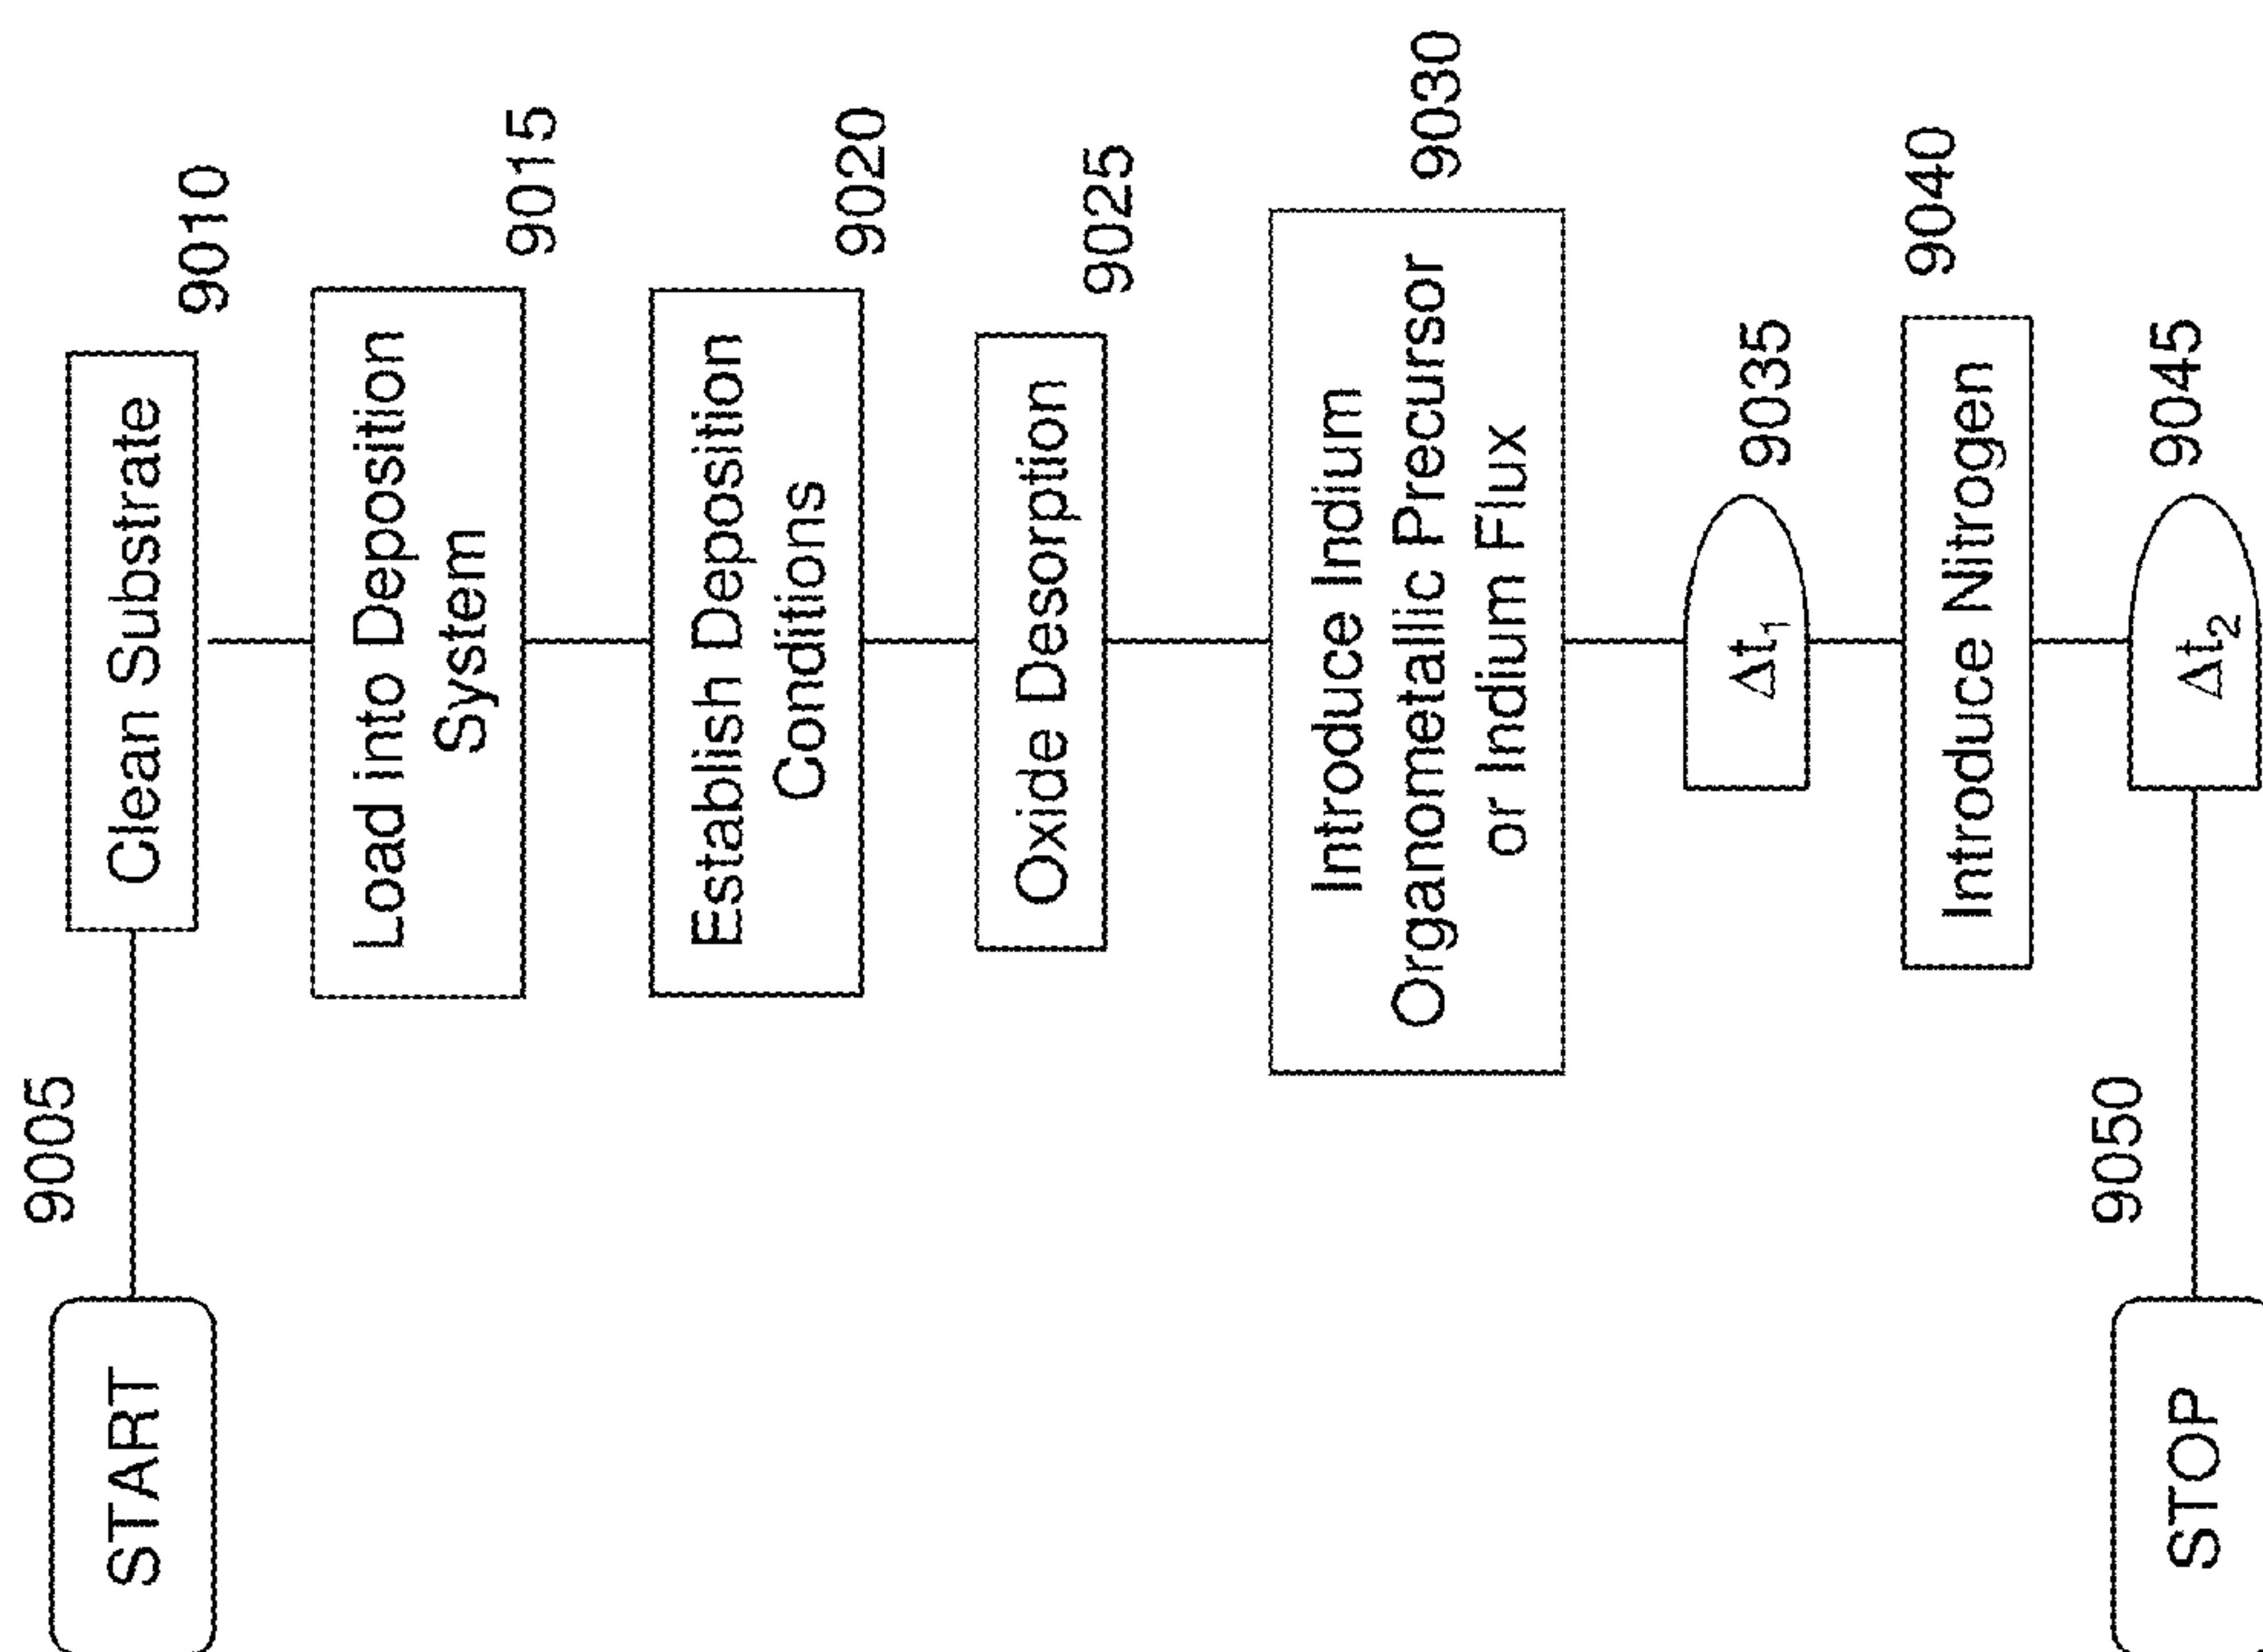 START
9005
Clean Substrate
9010
Load into Deposition
System
9015
Establish Deposition
Conditions
9020
Oxide Desorption
9025
Introduce Indium
Organometallic Precursor
or Indium Flux
9030
Δt₁
9035
Introduce Nitrogen
9040
Δt₂
9045
9050
STOP